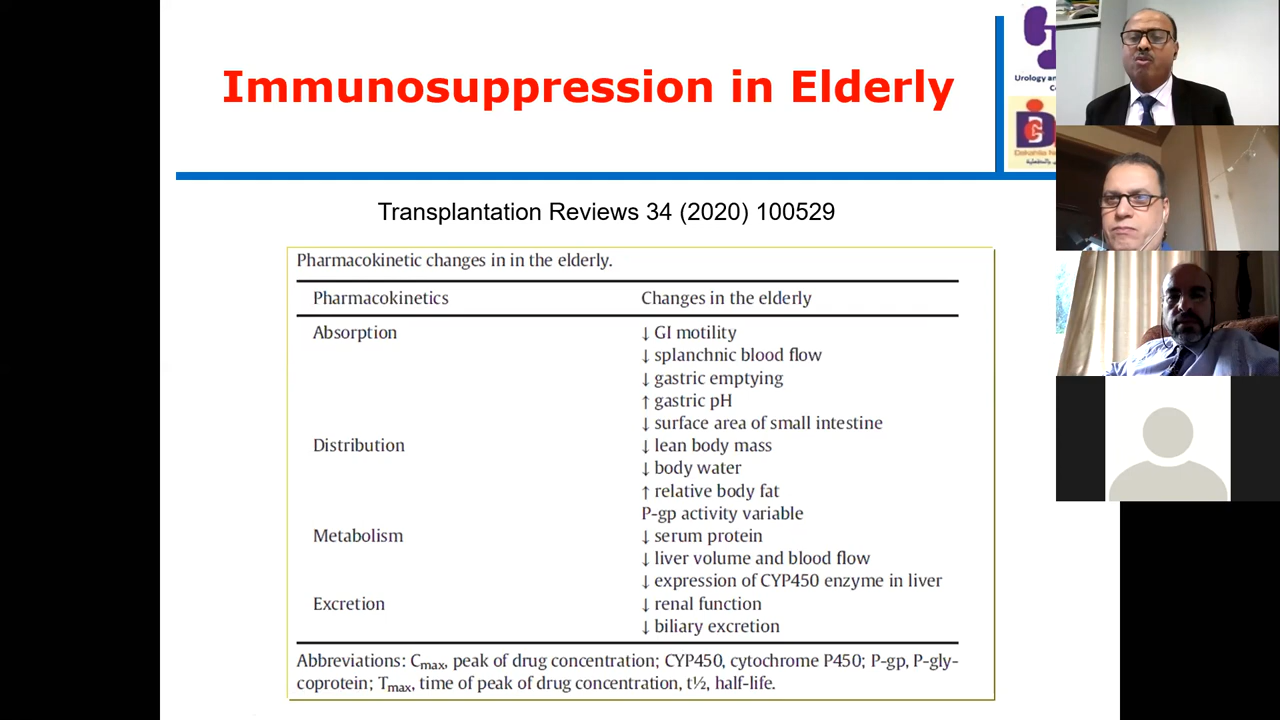 Immunosuppression in Elderly
Urology an
Transplantation Reviews 34 (2020) 100529
Pharmacokinetic changes in in the elderly.
Pharmacokinetics Changes in the elderly
Absorption ↓ GI motility
↓ splanchnic blood flow
↓ gastric emptying
↑ gastric pH
↓ surface area of small intestine
Distribution ↓ lean body mass
↓ body water
↑ relative body fat
P-gp activity variable
Metabolism ↓ serum protein
↓ liver volume and blood flow
↓ expression of CYP450 enzyme in liver
Excretion ↓ renal function
↓ biliary excretion
Abbreviations: Cmax, peak of drug concentration; CYP450, cytochrome P450; P-gp, P-gly-
coprotein; Tmax, time of peak of drug concentration, t½, half-life.